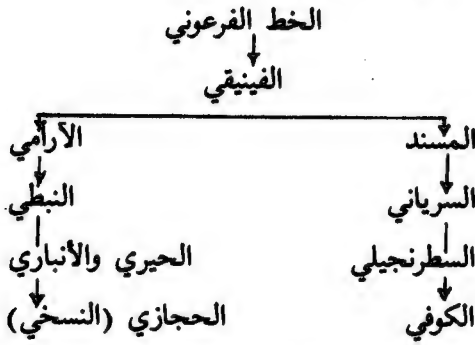 الخط الفرعوني
الفينيقي
المسند الآرامي
السرياني النبطي
السطرنجيلي الحيري والأنباري
الكوفي الحجازي (النسخي)